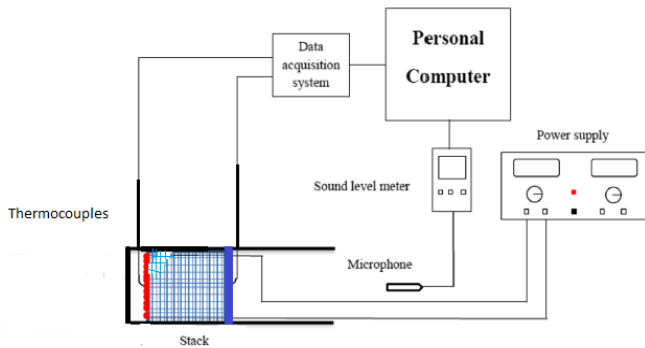 Personal
Computer
Data
acquisition
system
Power supply
Sound level meter
Thermocouples
Microphone
Stack